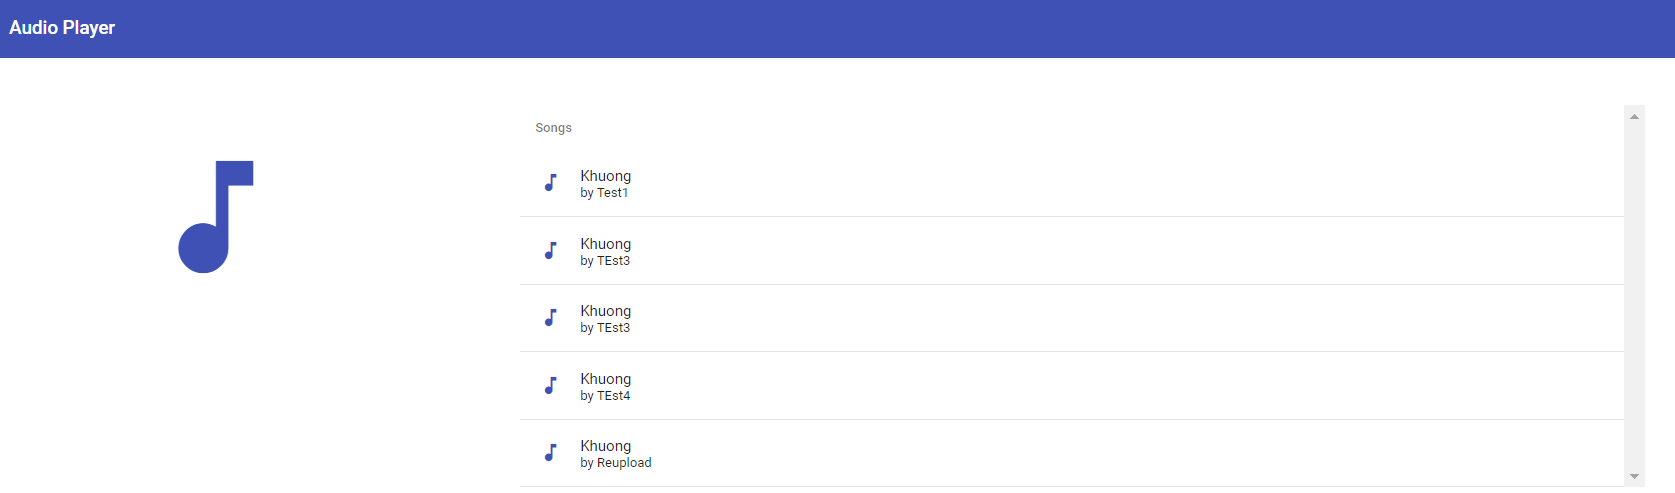 Audio Player
Songs
Khuong
by Test1
Khuong
by TEst3
Khuong
by TEst3
Khuong
by TEst4
Khuong
by Reupload